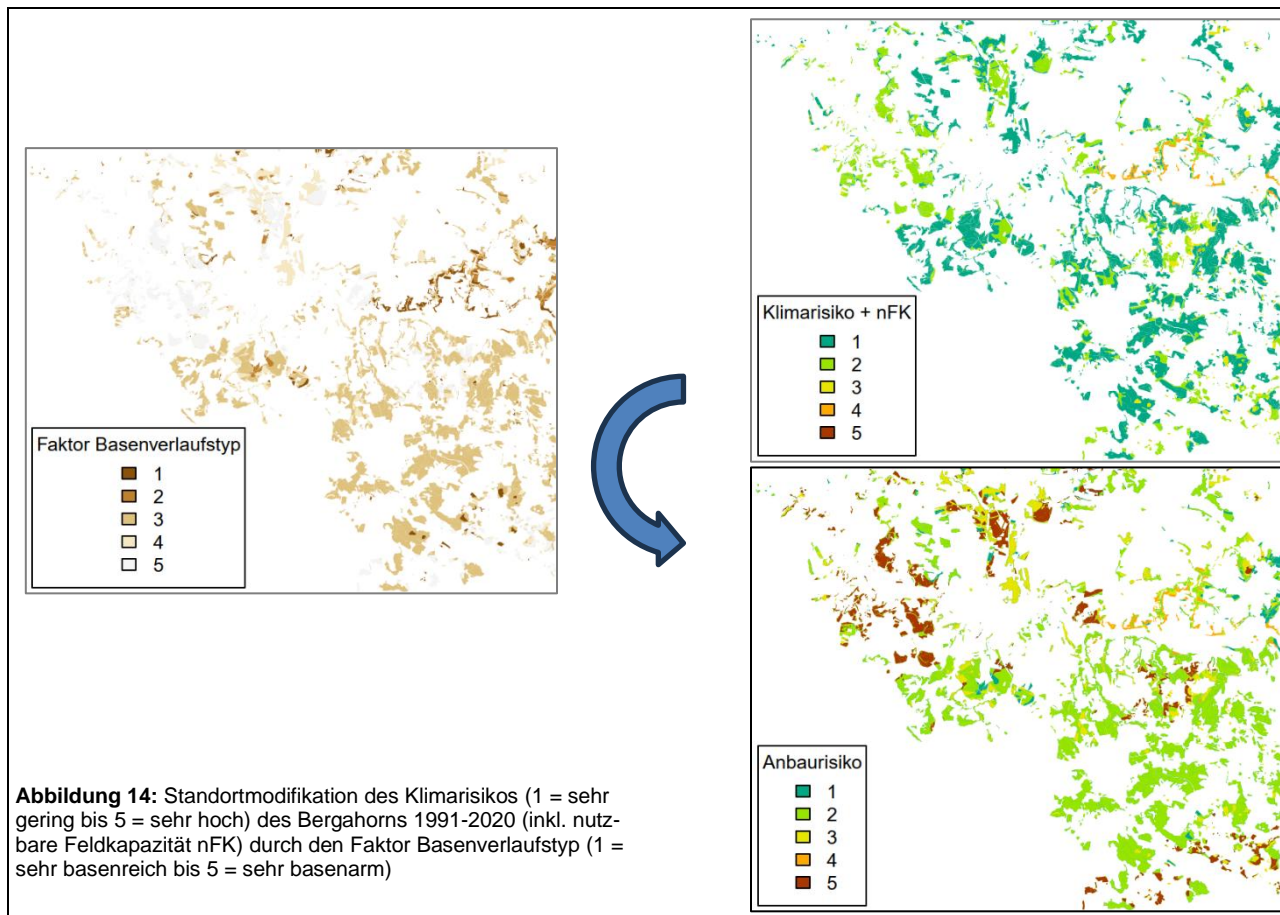 Klimarisiko + nFK
1
2
3
4
5
Faktor Basenverlaufstyp
1
2
3
4
5
Anbaurisiko
1
2
3
4
5
Abbildung 14: Standortmodifikation des Klimarisikos (1 = sehr
gering bis 5 = sehr hoch) des Bergahorns 1991-2020 (inkl. nutz-
bare Feldkapazität nFK) durch den Faktor Basenverlaufstyp (1 =
sehr basenreich bis 5 = sehr basenarm)